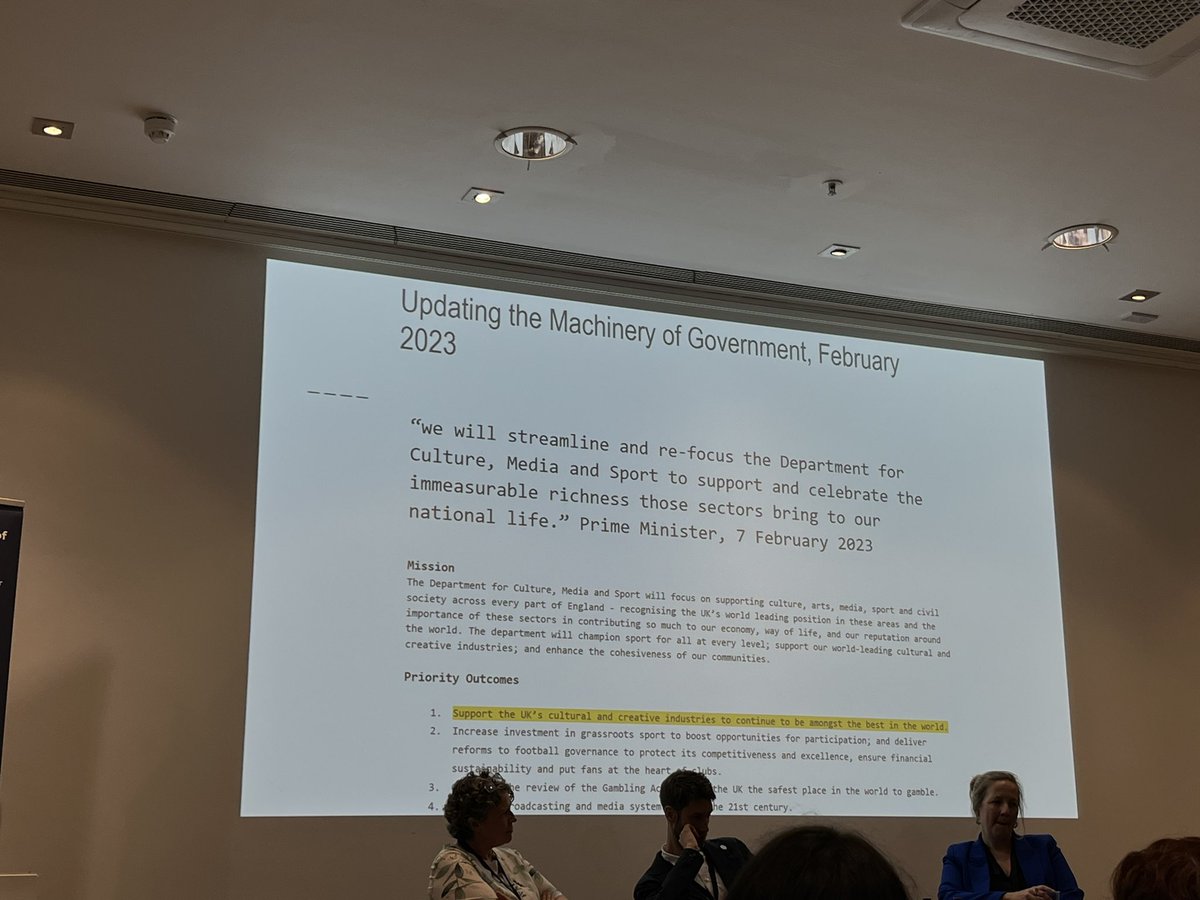 Updating the Machinery of Government, February
2023
“we will streamline and re-focus the Department for
Culture, Media and Sport to support and celebrate the
immeasurable richness those sectors bring to our
national life.” Prime Minister, 7 February 2023
Mission
The Department for Culture, Media and Sport will focus on supporting culture, arts, media, sport and civil
society across every part of England - recognising the UK’s world leading position in these areas and the
importance of these sectors in contributing so much to our economy, way of life, and our reputation around
the world. The department will champion sport for all at every level; support our world-leading cultural and
creative industries; and enhance the cohesiveness of our communities.
Priority Outcomes
1. Support the UK’s cultural and creative industries to continue to be amongst the best in the world.
2. Increase investment in grassroots sport to boost opportunities for participation; and deliver
reforms to football governance to protect its competitiveness and excellence, ensure financial
sustainability and put fans at the heart of clubs.
3. review of the Gambling the UK the safest place in the world to gamble.
4. and media system the 21st century.
of